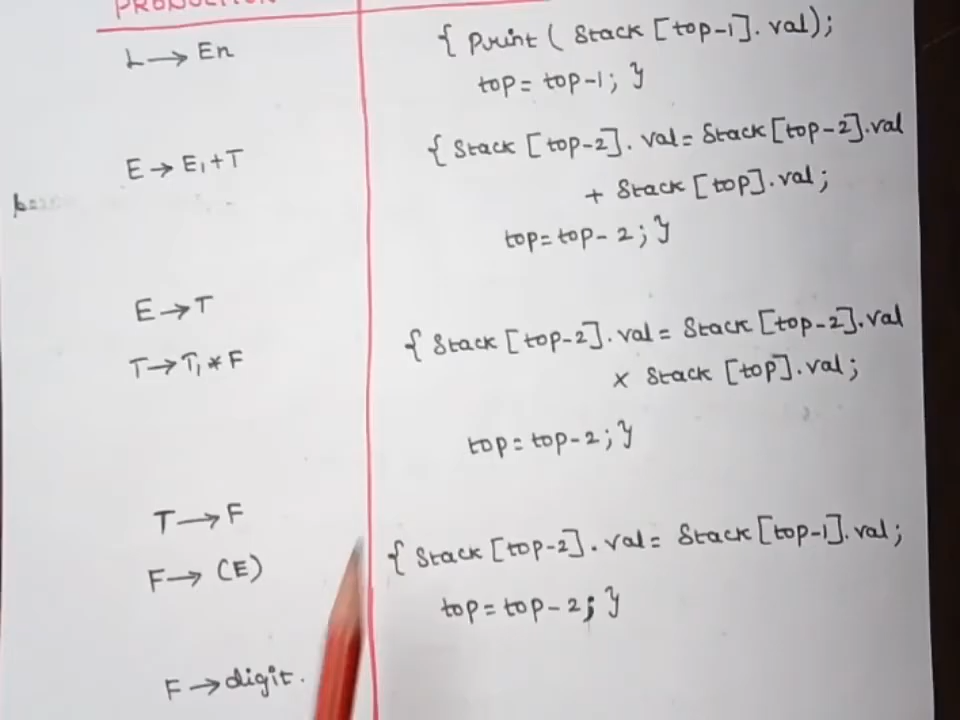 PRODUCTION
L → En
{ Print ( Stack [top-1]. val);
top = top-1; }
E → E₁ + T
{ Stack [top-2]. val = Stack [top-2].val
+ Stack [top].val;
top = top - 2; }
E → T
T → T₁ * F
{ Stack [top-2]. val = Stack [top-2].val
x Stack [top].val;
top = top-2; }
T → F
F → (E)
{ Stack [top-2]. val = Stack [top-1].val;
top = top-2; }
F → digit.